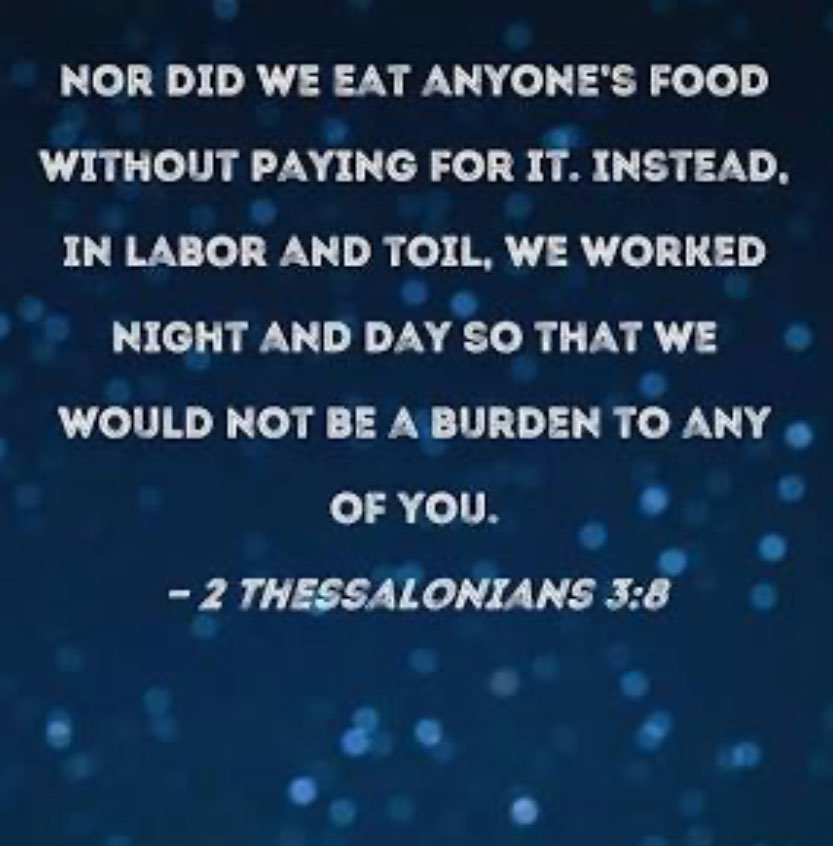 NOR DID WE EAT ANYONE'S FOOD
WITHOUT PAYING FOR IT. INSTEAD,
IN LABOR AND TOIL, WE WORKED
NIGHT AND DAY SO THAT WE
WOULD NOT BE A BURDEN TO ANY
OF YOU.
– 2 THESSALONIANS 3:8